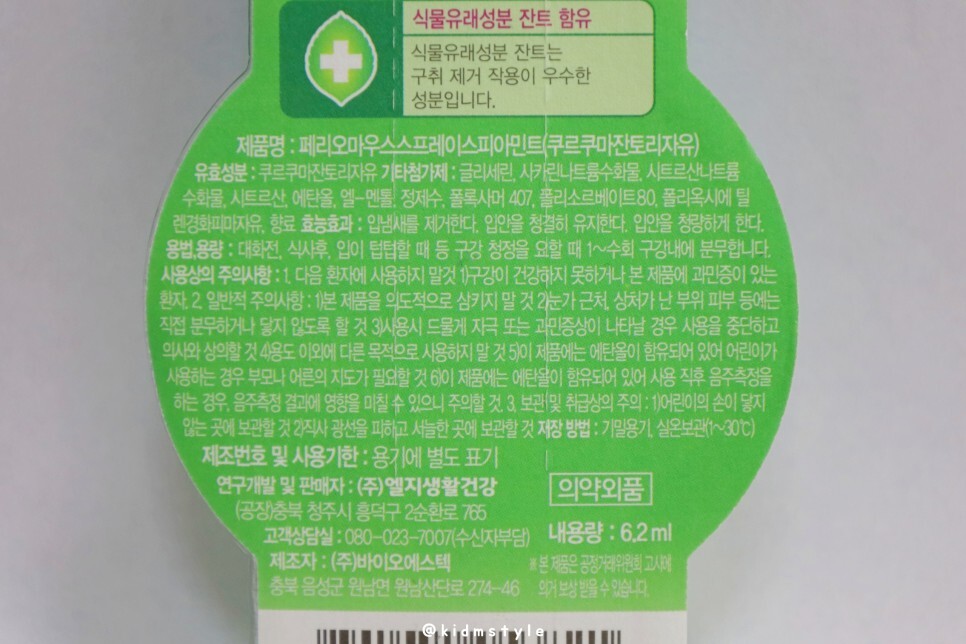 식물유래성분 잔트 함유
식물유래성분 잔트는
구취 제거 작용이 우수한
성분입니다.
제품명 : 페리오마우스스프레이스피아민트(쿠르쿠마잔토리자유)
유효성분 : 쿠르쿠마잔토리자유 기타첨가제 : 글리세린, 사카린나트륨수화물, 시트르산나트륨
수화물, 시트르산, 에탄올, 엘-멘톨, 정제수, 폴록사머 407, 폴리소르베이트80, 폴리옥시에 틸
렌경화피마자유, 향료 효능효과 : 입냄새를 제거한다. 입안을 청결히 유지한다. 입안을 청량하게 한다.
용법,용량 : 대화전, 식사후, 입이 텁텁할 때 등 구강 청정을 요할 때 1~수회 구강내에 분무합니다.
사용상의 주의사항 : 1. 다음 환자에 사용하지 말것 1)구강이 건강하지 못하거나 본 제품에 과민증이 있는
환자. 2. 일반적 주의사항 : 1)본 제품을 의도적으로 삼키지 말 것 2)눈가 근처, 상처가 난 부위 피부 등에는
직접 분무하거나 닿지 않도록 할 것 3)사용시 드물게 자극 또는 과민증상이 나타날 경우 사용을 중단하고
의사와 상의할 것 4)용도 이외에 다른 목적으로 사용하지 말 것 5)이 제품에는 에탄올이 함유되어 있어 어린이가
사용하는 경우 부모나 어른의 지도가 필요할 것 6)이 제품에는 에탄올이 함유되어 있어 사용 직후 음주측정을
하는 경우, 음주측정 결과에 영향을 미칠 수 있으니 주의할 것. 3. 보관 및 취급상의 주의 : 1)어린이의 손이 닿지
않는 곳에 보관할 것 2)직사 광선을 피하고 서늘한 곳에 보관할 것 저장 방법 : 기밀용기, 실온보관(1~30℃)
제조번호 및 사용기한 : 용기에 별도 표기
연구개발 및 판매자 : (주)엘지생활건강
(공장)충북 청주시 흥덕구 2순환로 765
의약외품
고객상담실 : 080-023-7007(수신자부담)
내용량 : 6.2 ml
제조자 : (주)바이오에스텍
충북 음성군 원남면 원남산단로 274-46
※ 본 제품은 공정거래위원회 고시에
의거 보상 받을 수 있습니다.
@kidmstyle